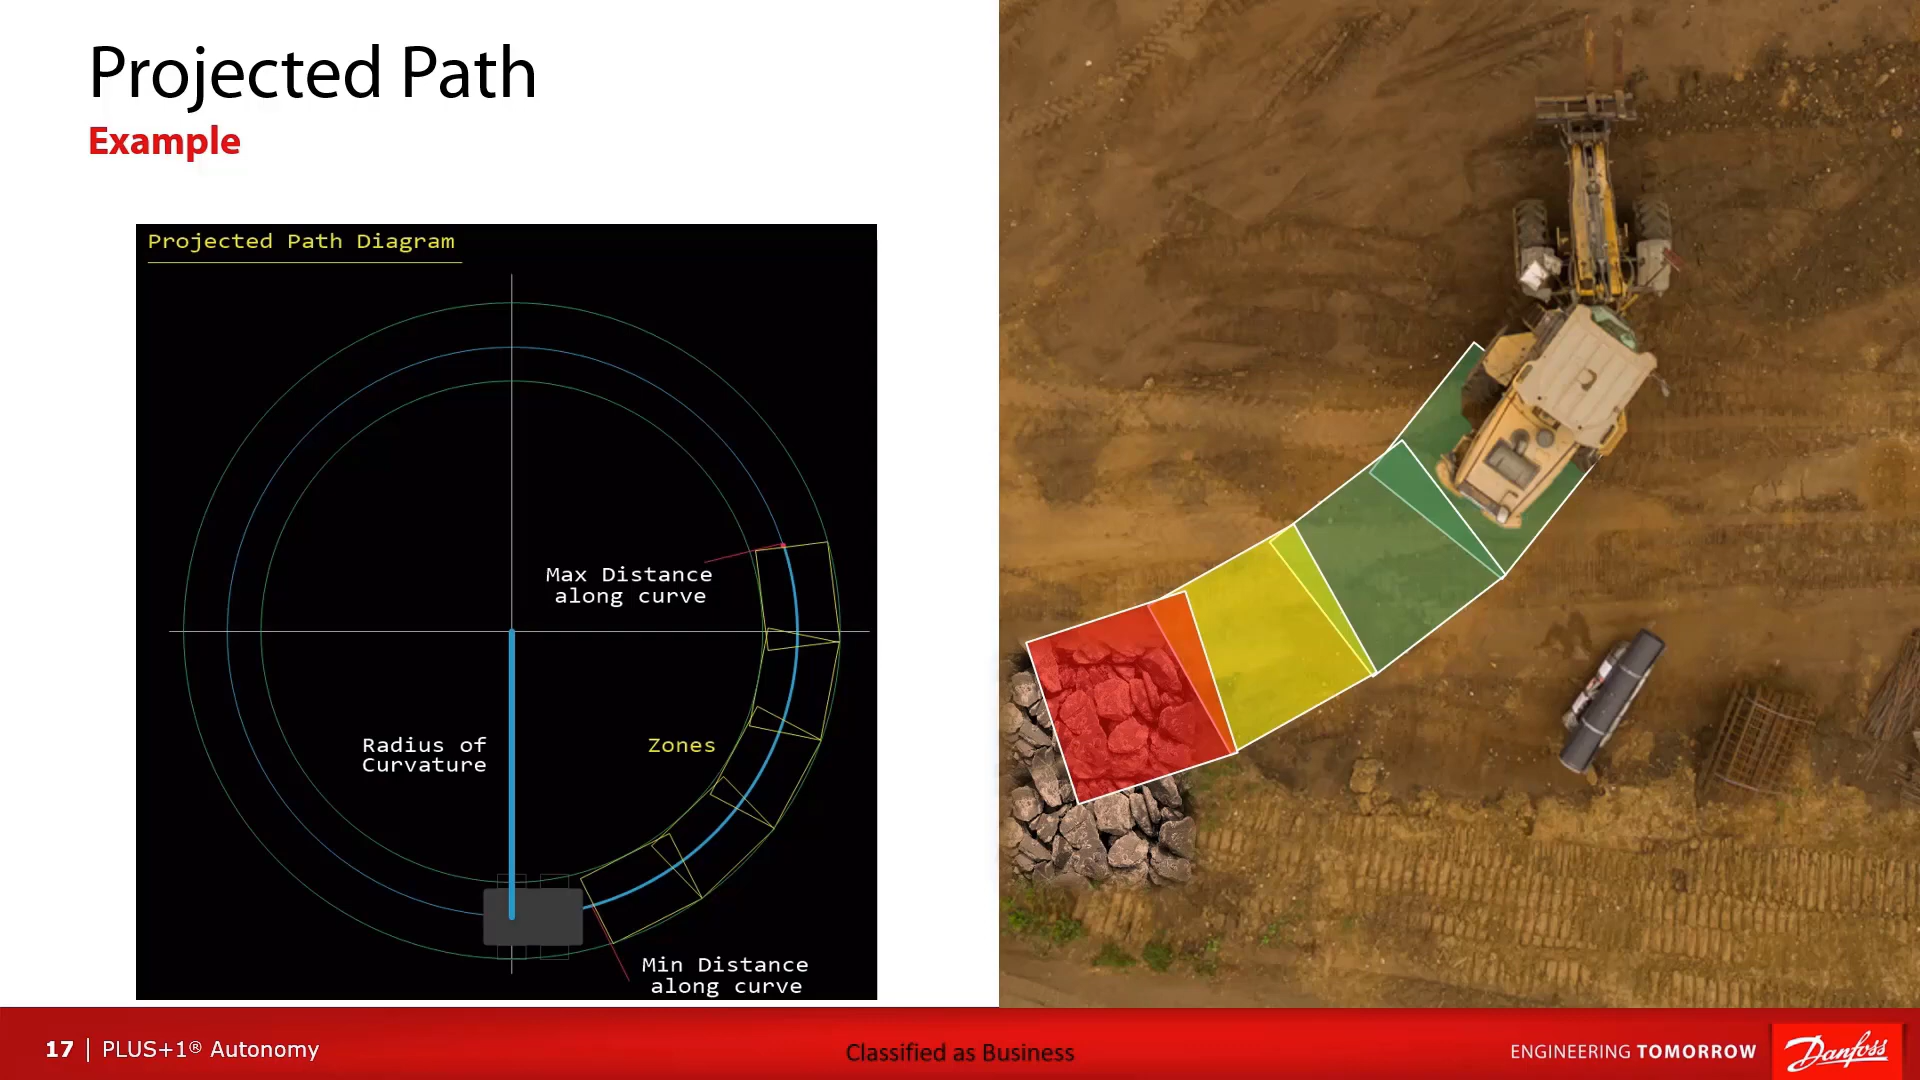 Projected Path
Example
Projected Path Diagram
Max Distance
along curve
Radius of
Curvature
Zones
Min Distance
along curve
17 | PLUS+1® Autonomy
Classified as Business
ENGINEERING TOMORROW
Danfoss